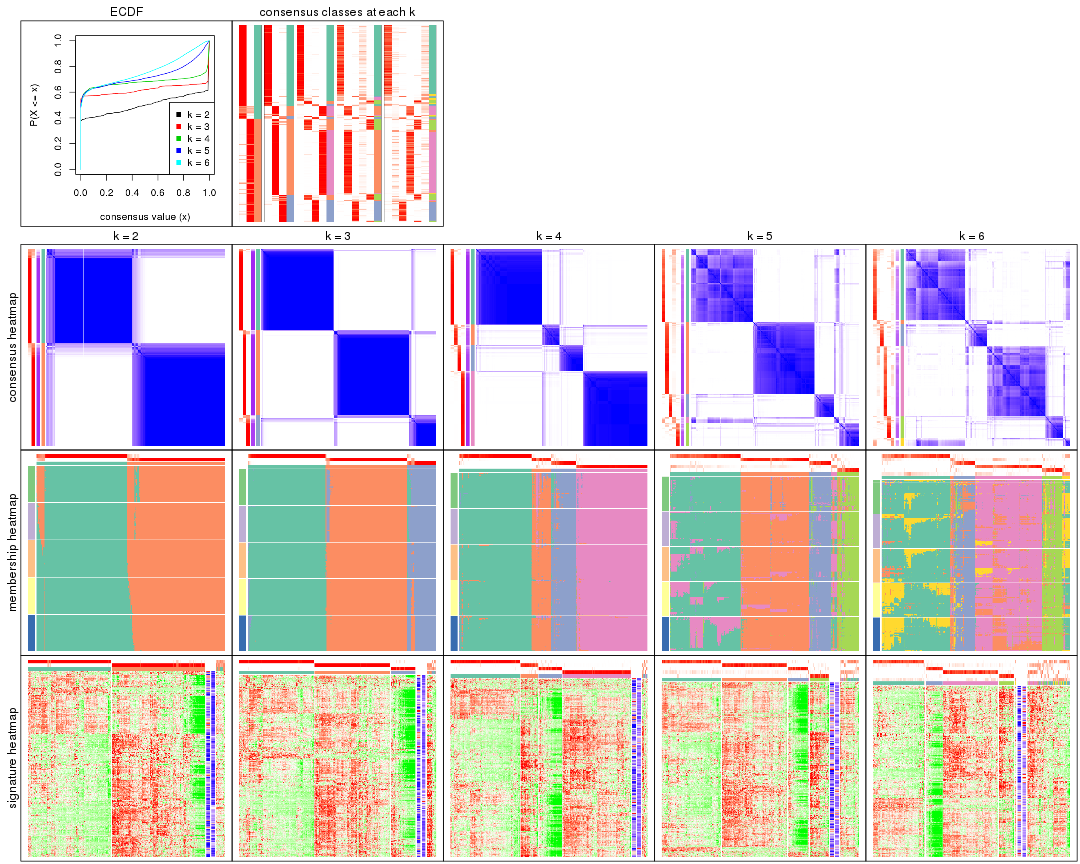 ECDF
consensus classes at each k
P(X <= x)
0.0 0.2 0.4 0.6 0.8 1.0
k = 2
k = 3
k = 4
k = 5
k = 6
0.0 0.2 0.4 0.6 0.8 1.0
consensus value (x)
k = 2
k = 3
k = 4
k = 5
k = 6
consensus heatmap
membership heatmap
signature heatmap